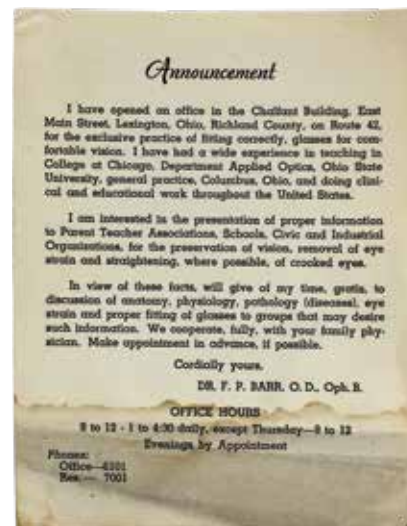 Announcement
I have opened an office in the Chalfant Building, East
Main Street, Lexington, Ohio, Richland County, on Route 42,
for the exclusive practice of fitting correctly, glasses for com-
fortable vision. I have had a wide experience in teaching in
College at Chicago, Department Applied Optics, Ohio State
University, general practice, Columbus, Ohio, and doing clini-
cal and educational work throughout the United States.
I am interested in the presentation of proper information
to Parent Teacher Associations, Schools, Civic and Industrial
Organizations, for the preservation of vision, removal of eye
strain and straightening, where possible, of crooked eyes.
In view of these facts, will give of my time, gratis, to
discussion of anatomy, physiology, pathology (diseases), eye
strain and proper fitting of glasses to groups that may desire
such information. We cooperate, fully, with your family phy-
sician. Make appointment in advance, if possible.
Cordially yours,
DR. F. P. BARR, O. D., Oph. B.
OFFICE HOURS
8 to 12 - 1 to 4:30 daily, except Thursday—8 to 12
Evenings by Appointment
Phones:
Office—6101
Res.— 7001